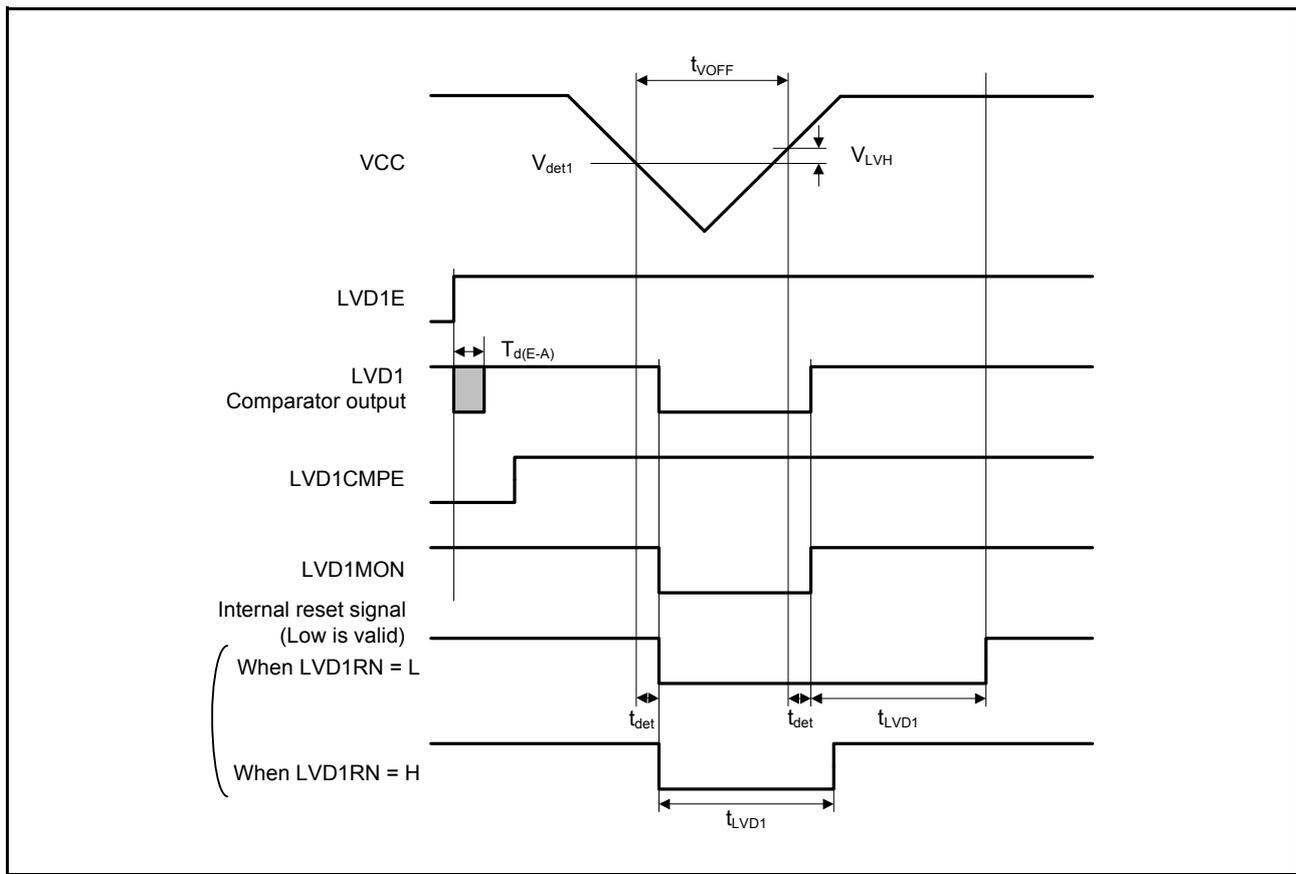 tVOFF
VCC
Vdet1
VLVH
LVD1E
Td(E-A)
LVD1
Comparator output
LVD1CMPE
LVD1MON
Internal reset signal
(Low is valid)
When LVD1RN = L
tdet
tdet
tLVD1
When LVD1RN = H
tLVD1